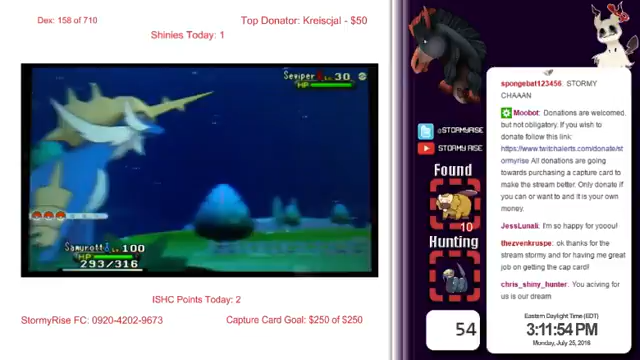 Dex: 158 of 710
Top Donator: Kreiscjal - $50
Shinies Today: 1
Seviper Lv. 30
HP
Samurott Lv. 100
HP
293/316
ISHC Points Today: 2
StormyRise FC: 0920-4202-9673
Capture Card Goal: $250 of $250
@STORMYRISE
STORMY RISE
Found
10
Hunting
54
spongebat123456 STORMY
CHAAAN
Moobot: Donations are welcomed,
but not obligatory. If you wish to
donate follow this link:
https://www.twitchalerts.com/donate/st
ormyrise All donations are going
towards purchasing a capture card to
make the stream better. Only donate if
you can or want to and it is your own
money.
JessLunali: I'm so happy for yoou!
thezvenkruspe: ok thanks for the
stream stormy and for having me great
job on getting the cap card!
chris_shiny_hunter: You aciving for
us is our dream
Eastern Daylight Time (EDT)
3:11:54 PM
Monday, July 25, 2016